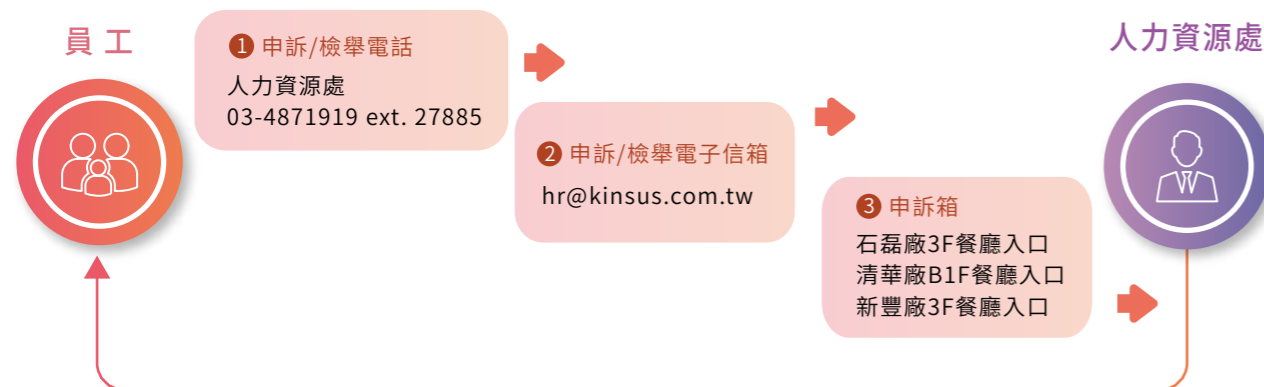 員工
❶ 申訴/檢舉電話
人力資源處
03-4871919 ext. 27885
❷ 申訴/檢舉電子信箱
hr@kinsus.com.tw
❸ 申訴箱
石磊廠3F餐廳入口
清華廠B1F餐廳入口
新豐廠3F餐廳入口
人力資源處